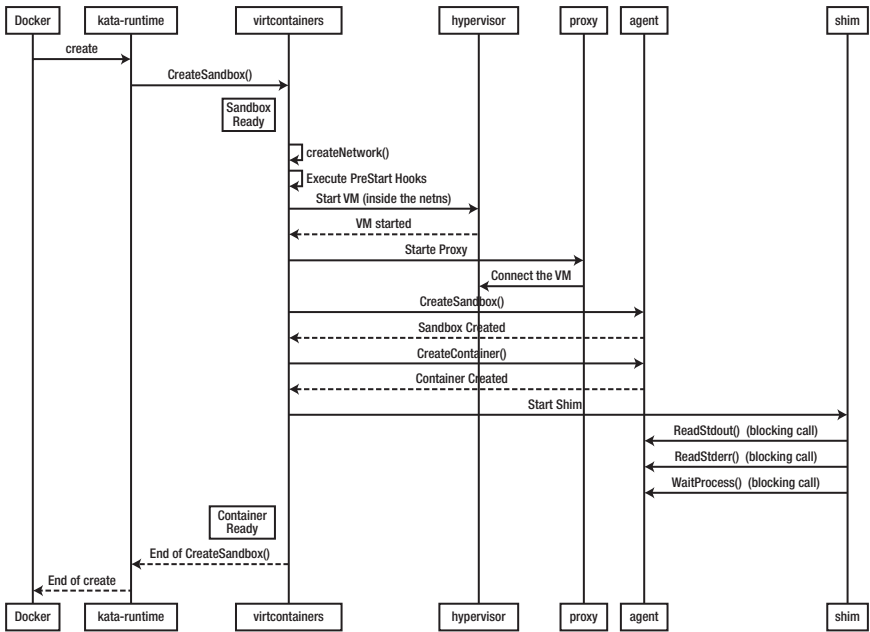 Docker
kata-runtime
virtcontainers
hypervisor
proxy
agent
shim
create
CreateSandbox()
Sandbox
Ready
createNetwork()
Execute PreStart Hooks
Start VM (inside the netns)
VM started
Starte Proxy
Connect the VM
CreateSandbox()
Sandbox Created
CreateContainer()
Container Created
Start Shim
ReadStdout() (blocking call)
ReadStderr() (blocking call)
WaitProcess() (blocking call)
Container
Ready
End of CreateSandbox()
End of create
Docker
kata-runtime
virtcontainers
hypervisor
proxy
agent
shim